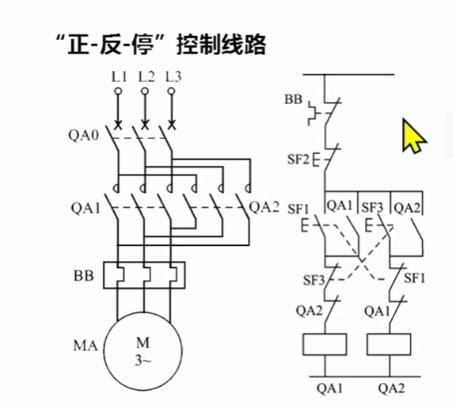 “正-反-停”控制线路
L1 L2 L3
BB
QA0
SF2
QA1 QA2 SF1 QA1 SF3 QA2
BB SF3 SF1
QA2 QA1
MA M
3~
QA1 QA2